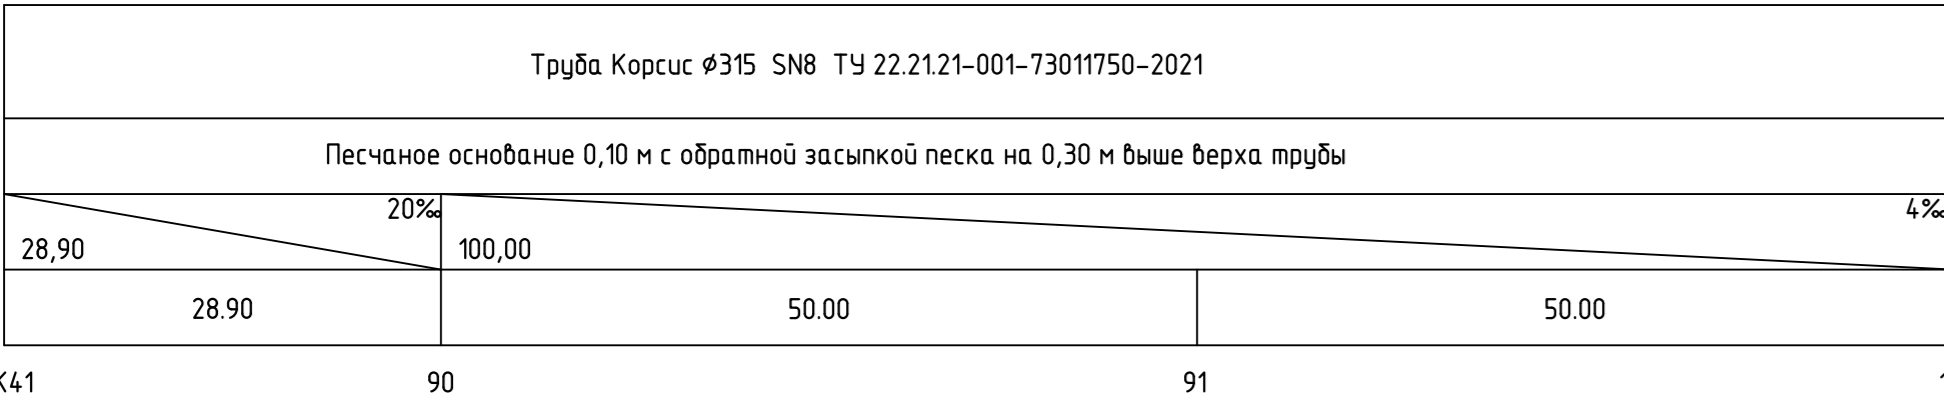 Труба Корсис ⌀315 SN8 ТУ 22.21.21-001-73011750-2021
Песчаное основание 0,10 м с обратной засыпкой песка на 0,30 м выше верха трубы
20‰ 4‰
28,90 100,00
28.90 50.00 50.00
К41 90 91